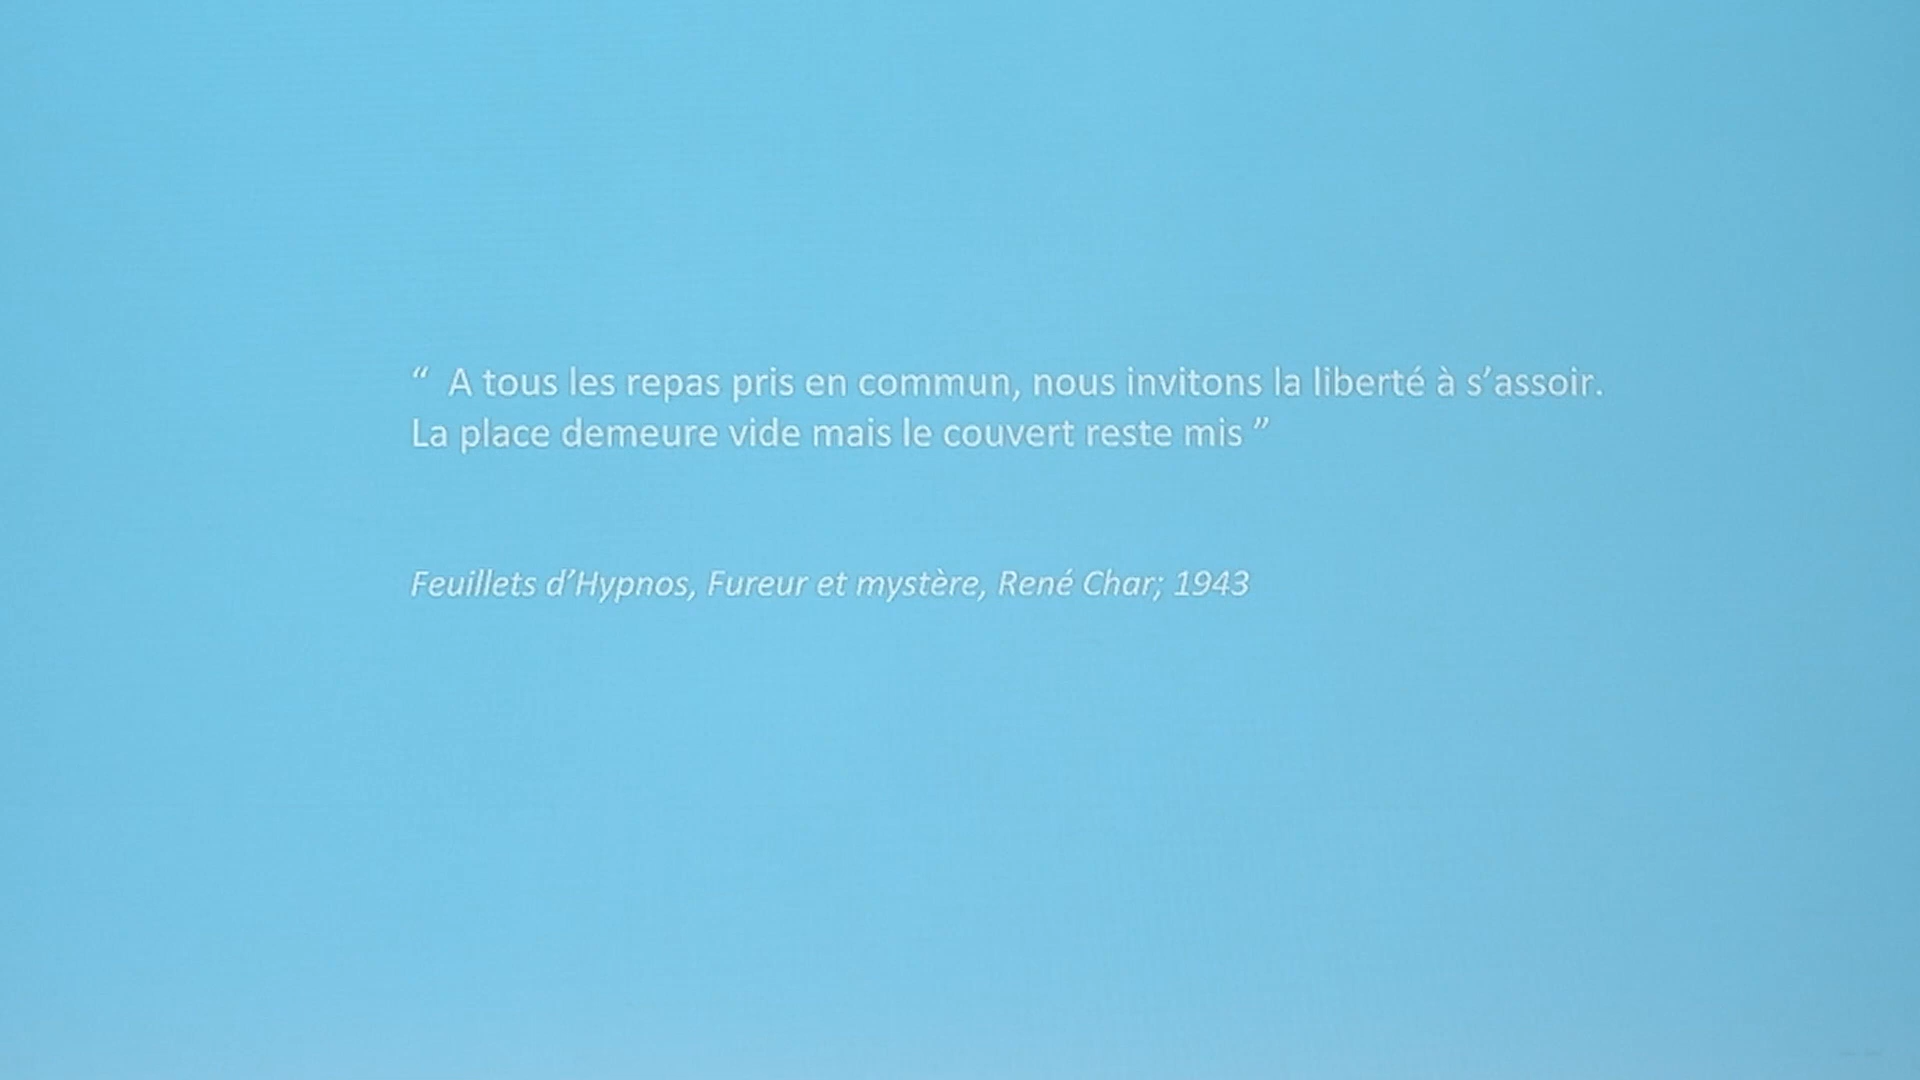 “ A tous les repas pris en commun, nous invitons la liberté à s’assoir.
La place demeure vide mais le couvert reste mis ”
Feuillets d’Hypnos, Fureur et mystère, René Char; 1943